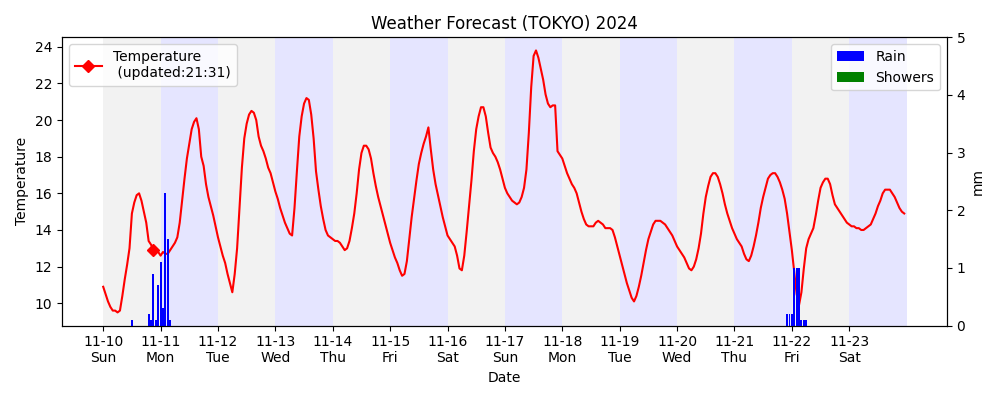 Weather Forecast (TOKYO) 2024
Temperature
(updated:21:31)
Rain
Showers
Temperature
mm
24
22
20
18
16
14
12
10
5
4
3
2
1
0
11-10 11-11 11-12 11-13 11-14 11-15 11-16 11-17 11-18 11-19 11-20 11-21 11-22 11-23
Sun Mon Tue Wed Thu Fri Sat Sun Mon Tue Wed Thu Fri Sat
Date